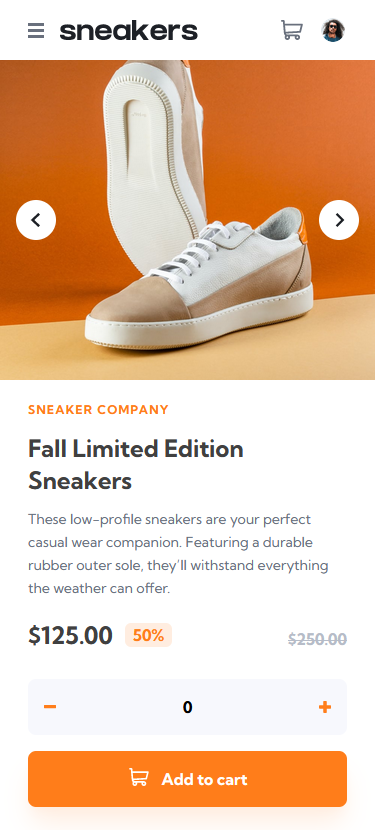 sneakers
SNEAKER COMPANY
Fall Limited Edition
Sneakers
These low-profile sneakers are your perfect
casual wear companion. Featuring a durable
rubber outer sole, they'll withstand everything
the weather can offer.
$125.00 50% $250.00
0
Add to cart